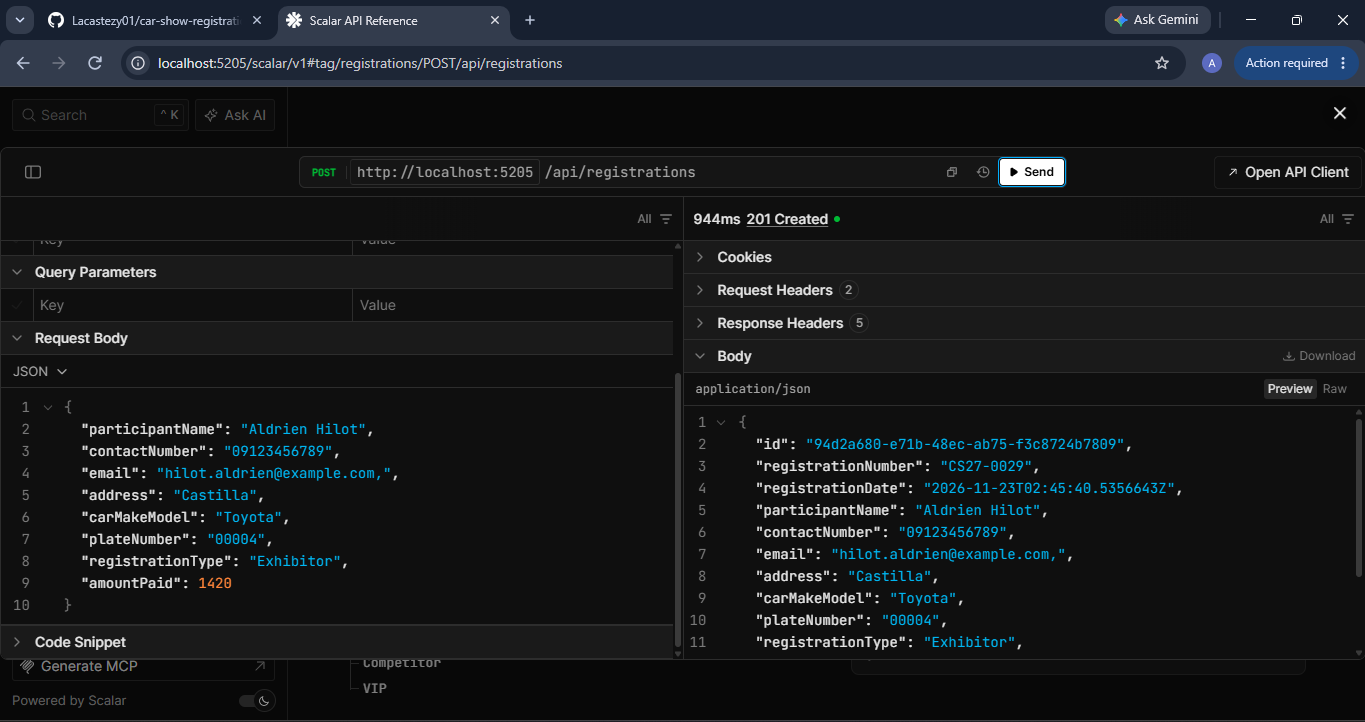 Lacastezy01/car-show-registrati
Scalar API Reference
Ask Gemini
localhost:5205/scalar/v1#tag/registrations/POST/api/registrations
A
Action required
Search
^ K
Ask AI
POST
http://localhost:5205
/api/registrations
Send
Open API Client
All
944ms 201 Created
All
Key
Value
Query Parameters
Key
Value
Request Body
JSON
1 {
2 "participantName": "Aldrien Hilot",
3 "contactNumber": "09123456789",
4 "email": "hilot.aldrien@example.com,",
5 "address": "Castilla",
6 "carMakeModel": "Toyota",
7 "plateNumber": "00004",
8 "registrationType": "Exhibitor",
9 "amountPaid": 1420
10 }
Code Snippet
Cookies
Request Headers 2
Response Headers 5
Body
Download
application/json
Preview
Raw
1 {
2 "id": "94d2a680-e71b-48ec-ab75-f3c8724b7809",
3 "registrationNumber": "CS27-0029",
4 "registrationDate": "2026-11-23T02:45:40.5356643Z",
5 "participantName": "Aldrien Hilot",
6 "contactNumber": "09123456789",
7 "email": "hilot.aldrien@example.com,",
8 "address": "Castilla",
9 "carMakeModel": "Toyota",
10 "plateNumber": "00004",
11 "registrationType": "Exhibitor",
Generate MCP
Competitor
VIP
Powered by Scalar